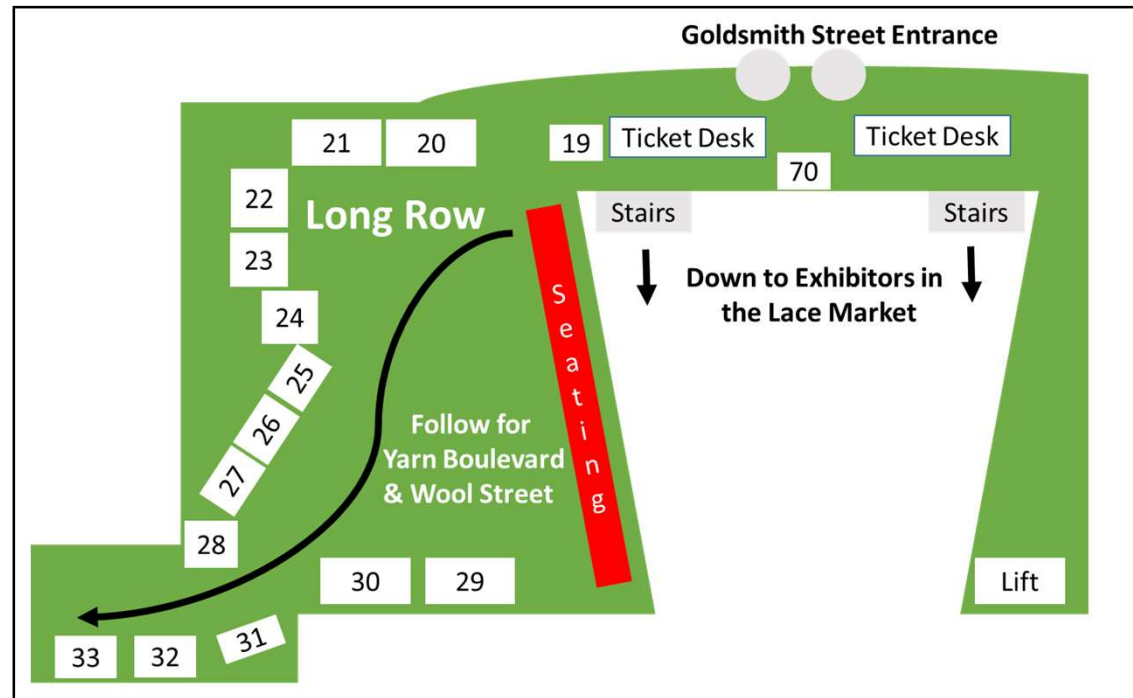 Goldsmith Street Entrance
21
20
19
Ticket Desk
Ticket Desk
70
22
Long Row
Stairs
Stairs
23
Down to Exhibitors in
the Lace Market
24
Seating
25
26
27
Follow for
Yarn Boulevard
& Wool Street
28
30
29
Lift
31
32
33